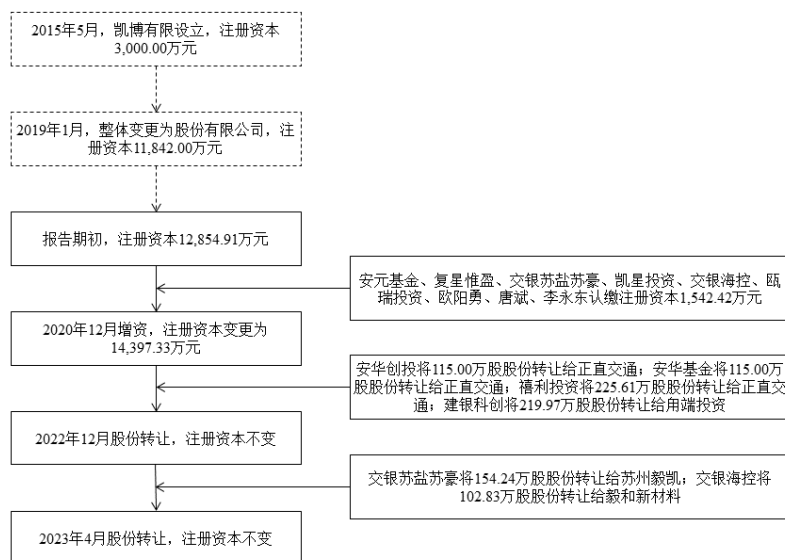 2015年5月，凯博有限设立，注册资本
3,000.00万元
2019年1月，整体变更为股份有限公司，注
册资本11,842.00万元
报告期初，注册资本12,854.91万元
安元基金、复星惟盈、交银苏盐苏豪、凯星投资、交银海控、瓯
瑞投资、欧阳勇、唐斌、李永东认缴注册资本1,542.42万元
2020年12月增资，注册资本变更为
14,397.33万元
安华创投将115.00万股股份转让给正直交通；安华基金将115.00万
股股份转让给正直交通；禧利投资将225.61万股股份转让给正直交
通；建银科创将219.97万股股份转让给用端投资
2022年12月股份转让，注册资本不变
交银苏盐苏豪将154.24万股股份转让给苏州毅凯；交银海控将
102.83万股股份转让给毅和新材料
2023年4月股份转让，注册资本不变